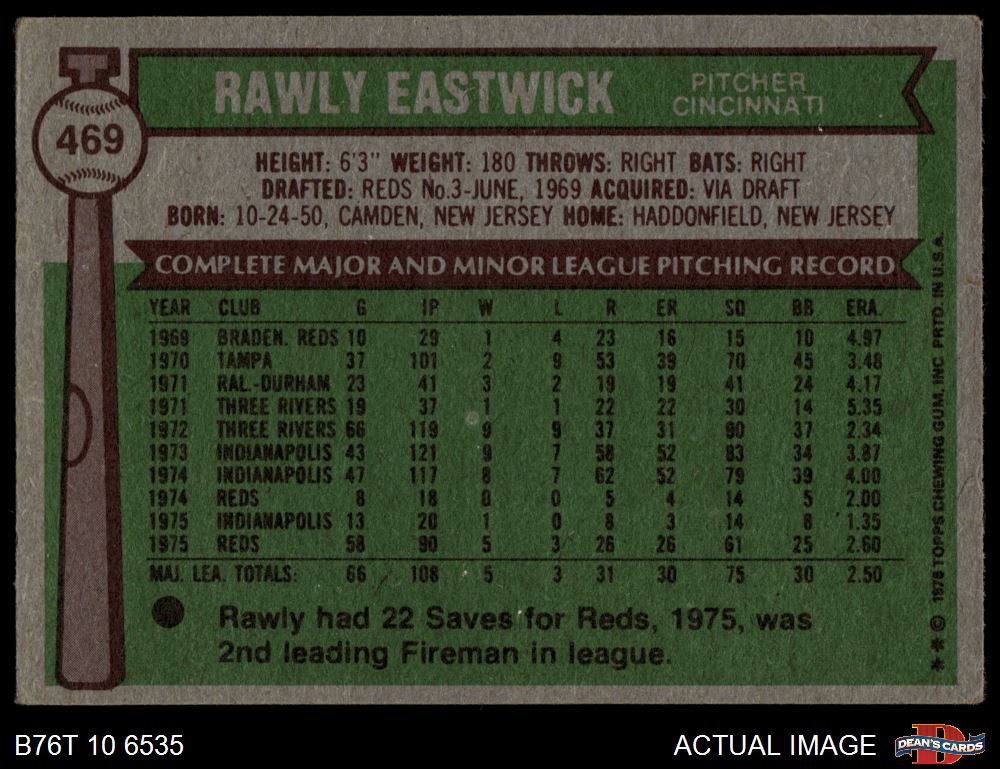 RAWLY EASTWICK
PITCHER
CINCINNATI
469
HEIGHT: 6'3" WEIGHT: 180 THROWS: RIGHT BATS: RIGHT
DRAFTED: REDS No.3-JUNE, 1969 ACQUIRED: VIA DRAFT
BORN: 10-24-50, CAMDEN, NEW JERSEY HOME: HADDONFIELD, NEW JERSEY
COMPLETE MAJOR AND MINOR LEAGUE PITCHING RECORD
YEAR CLUB G IP W L R ER SO BB ERA.
1969 BRADEN. REDS 10 29 1 4 23 16 15 10 4.97
1970 TAMPA 37 101 2 9 53 39 70 45 3.48
1971 RAL.-DURHAM 23 41 3 2 19 19 41 24 4.17
1971 THREE RIVERS 19 37 1 1 22 22 30 14 5.35
1972 THREE RIVERS 66 119 9 9 37 31 90 37 2.34
1973 INDIANAPOLIS 43 121 9 7 58 52 83 34 3.87
1974 INDIANAPOLIS 47 117 8 7 62 52 79 39 4.00
1974 REDS 8 18 0 0 5 4 14 5 2.00
1975 INDIANAPOLIS 13 20 1 0 8 3 14 8 1.35
1975 REDS 58 90 5 3 26 26 61 25 2.60
MAJ. LEA. TOTALS: 66 108 5 3 31 30 75 30 2.50
Rawly had 22 Saves for Reds, 1975, was
2nd leading Fireman in league.
** © 1976 TOPPS CHEWING GUM, INC PRTD. IN U.S.A.
B76T 10 6535
ACTUAL IMAGE
D
DEAN'S CARDS